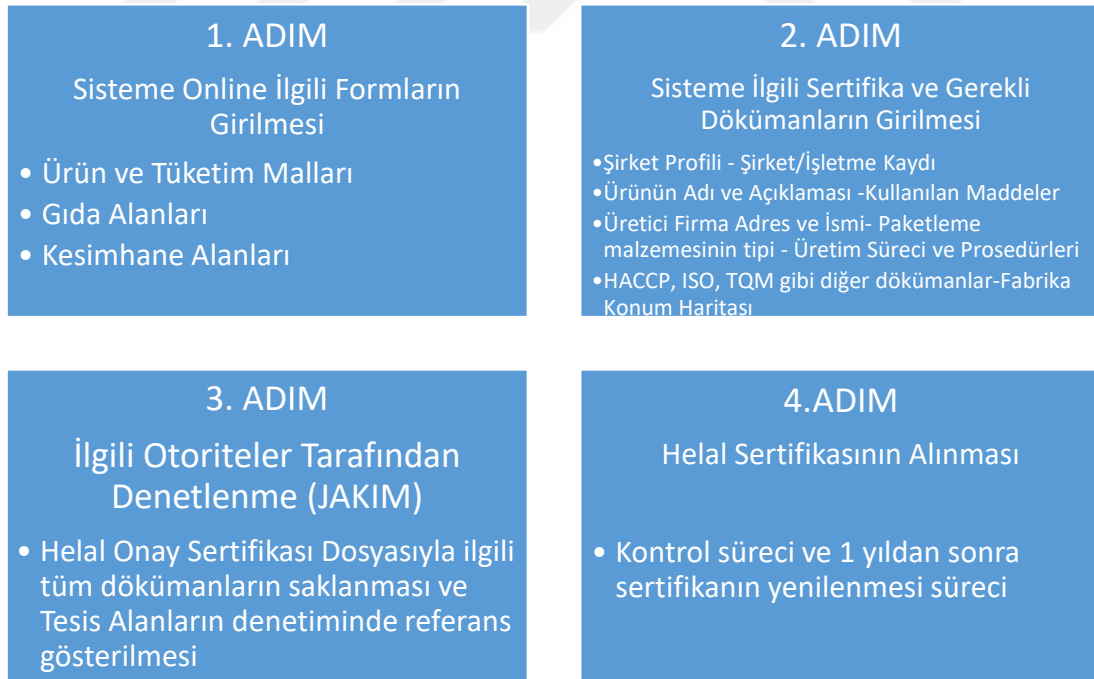 1. ADIM
Sisteme Online İlgili Formların
Girilmesi
• Ürün ve Tüketim Malları
• Gıda Alanları
• Kesimhane Alanları
2. ADIM
Sisteme İlgili Sertifika ve Gerekli
Dökümanların Girilmesi
•Şirket Profili - Şirket/İşletme Kaydı
•Ürünün Adı ve Açıklaması -Kullanılan Maddeler
•Üretici Firma Adres ve İsmi- Paketleme
malzemesinin tipi - Üretim Süreci ve Prosedürleri
•HACCP, ISO, TQM gibi diğer dökümanlar-Fabrika
Konum Haritası
3. ADIM
İlgili Otoriteler Tarafından
Denetlenme (JAKIM)
• Helal Onay Sertifikası Dosyasıyla ilgili
tüm dökümanların saklanması ve
Tesis Alanların denetiminde referans
gösterilmesi
4.ADIM
Helal Sertifikasının Alınması
• Kontrol süreci ve 1 yıldan sonra
sertifikanın yenilenmesi süreci